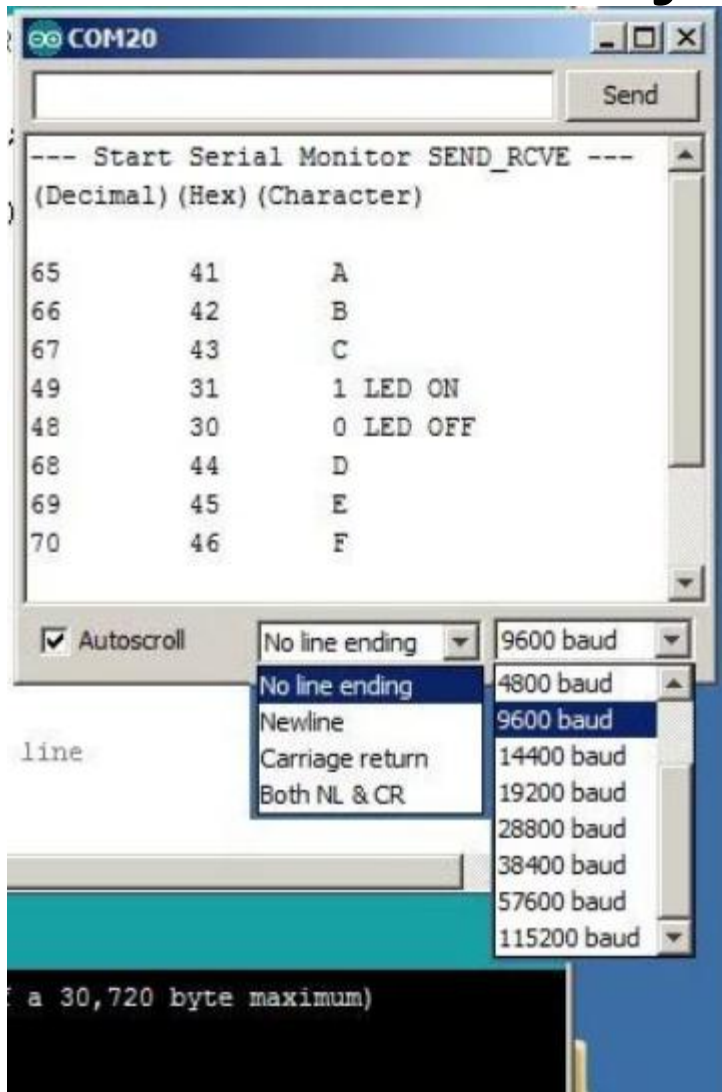 COM20
Send
--- Start Serial Monitor SEND_RCVE ---
(Decimal)(Hex)(Character)
65 41 A
66 42 B
67 43 C
49 31 1 LED ON
48 30 0 LED OFF
68 44 D
69 45 E
70 46 F
Autoscroll No line ending 9600 baud
No line ending 4800 baud
Newline 9600 baud
Carriage return 14400 baud
Both NL & CR 19200 baud
28800 baud
38400 baud
57600 baud
115200 baud
line
a 30,720 byte maximum)